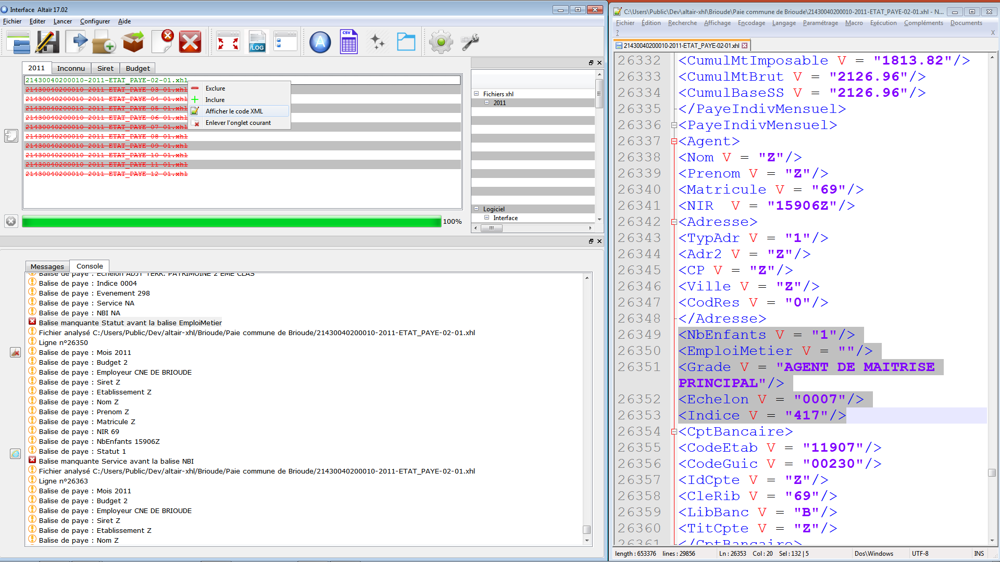 Interface Altaïr 17.02
Fichier Editer Lancer Configurer Aide
LOG
A
CSV
2011 Inconnu Siret Budget
21430040200010-2011-ETAT_PAYE-02-01.xhl
21430040200010-2011-ETAT_PAYE-03-01.xhl
21430040200010-2011-ETAT_PAYE-04-01.xhl
21430040200010-2011-ETAT_PAYE-05-01.xhl
21430040200010-2011-ETAT_PAYE-06-01.xhl
21430040200010-2011-ETAT_PAYE-07-01.xhl
21430040200010-2011-ETAT_PAYE-08-01.xhl
21430040200010-2011-ETAT_PAYE-09-01.xhl
21430040200010-2011-ETAT_PAYE-10-01.xhl
21430040200010-2011-ETAT_PAYE-11-01.xhl
21430040200010-2011-ETAT_PAYE-12-01.xhl
Exclure
Inclure
Afficher le code XML
Enlever l'onglet courant
100%
Fichiers xhl
2011
Logiciel
Interface
Messages Console
Balise de paye : Echelon ADJT TERR. PATRIMOINE 2 EME CLAS
Balise de paye : Indice 0004
Balise de paye : Evenement 298
Balise de paye : Service NA
Balise de paye : NBI NA
Balise manquante Statut avant la balise EmploiMetier
Fichier analysé C:/Users/Public/Dev/altair-xhl/Brioude/Paie commune de Brioude/21430040200010-2011-ETAT_PAYE-02-01.xhl
Ligne n°26350
Balise de paye : Mois 2011
Balise de paye : Budget 2
Balise de paye : Employeur CNE DE BRIOUDE
Balise de paye : Siret Z
Balise de paye : Etablissement Z
Balise de paye : Nom Z
Balise de paye : Prenom Z
Balise de paye : Matricule Z
Balise de paye : NIR 69
Balise de paye : NbEnfants 15906Z
Balise de paye : Statut 1
Balise manquante Service avant la balise NBI
Fichier analysé C:/Users/Public/Dev/altair-xhl/Brioude/Paie commune de Brioude/21430040200010-2011-ETAT_PAYE-02-01.xhl
Ligne n°26363
Balise de paye : Mois 2011
Balise de paye : Budget 2
Balise de paye : Employeur CNE DE BRIOUDE
Balise de paye : Siret Z
Balise de paye : Etablissement Z
Balise de paye : Nom Z
C:\Users\Public\Dev\altair-xhl\Brioude\Paie commune de Brioude\21430040200010-2011-ETAT_PAYE-02-01.xhl - N...
Fichier Édition Recherche Affichage Encodage Langage Paramétrage Macro Exécution Compléments Documents
? X
21430040200010-2011-ETAT_PAYE-02-01.xhl
26332 <CumulMtImposable V = "1813.82"/>
26333 <CumulMtBrut V = "2126.96"/>
26334 <CumulBaseSS V = "2126.96"/>
26335 </PayeIndivMensuel>
26336 <PayeIndivMensuel>
26337 <Agent>
26338 <Nom V = "Z"/>
26339 <Prenom V = "Z"/>
26340 <Matricule V = "69"/>
26341 <NIR V = "15906Z"/>
26342 <Adresse>
26343 <TypAdr V = "1"/>
26344 <Adr2 V = "Z"/>
26345 <CP V = "Z"/>
26346 <Ville V = "Z"/>
26347 <CodRes V = "0"/>
26348 </Adresse>
26349 <NbEnfants V = "1"/>
26350 <EmploiMetier V = ""/>
26351 <Grade V = "AGENT DE MAITRISE
PRINCIPAL"/>
26352 <Echelon V = "0007"/>
26353 <Indice V = "417"/>
26354 <CptBancaire>
26355 <CodeEtab V = "11907"/>
26356 <CodeGuic V = "00230"/>
26357 <IdCpte V = "Z"/>
26358 <CleRib V = "69"/>
26359 <LibBanc V = "B"/>
26360 <TitCpte V = "Z"/>
26361 </CptBancaire>
length : 653376 lines : 29856 Ln : 26353 Col : 20 Sel : 132 | 5 Dos\Windows UTF-8 INS